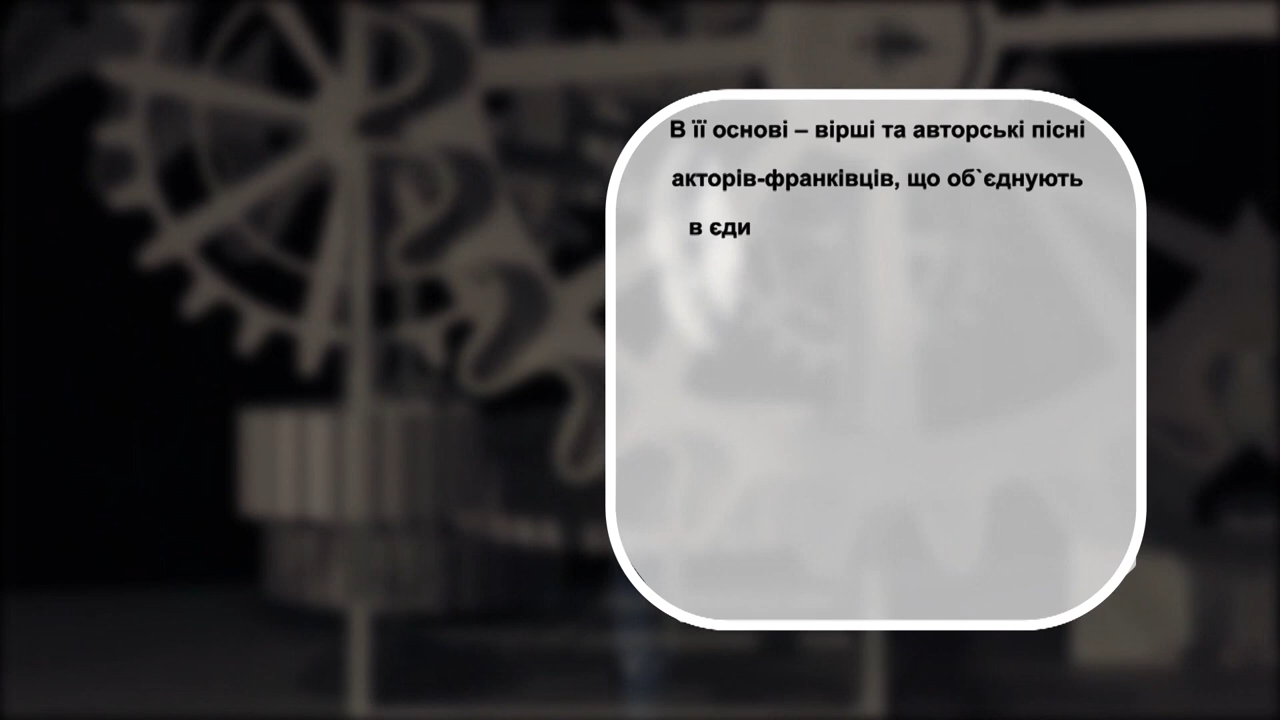 В її основі – вірші та авторські пісні
акторів-франківців, що об`єднують
в єди